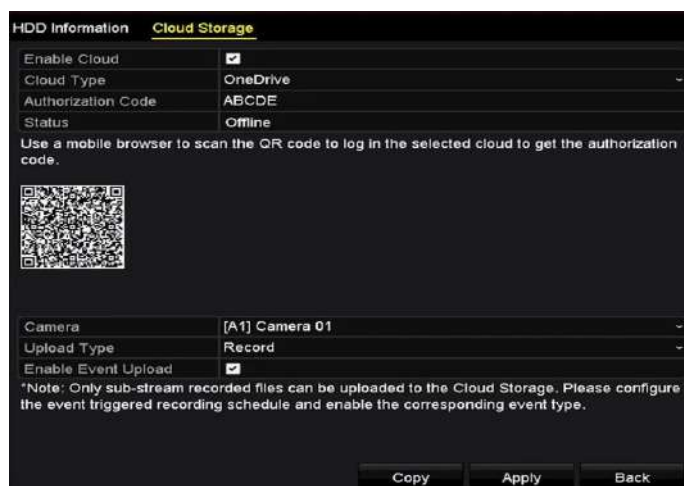 HDD Information Cloud Storage
Enable Cloud
Cloud Type OneDrive
Authorization Code ABCDE
Status Offline
Use a mobile browser to scan the QR code to log in the selected cloud to get the authorization
code.
Camera [A1] Camera 01
Upload Type Record
Enable Event Upload
*Note: Only sub-stream recorded files can be uploaded to the Cloud Storage. Please configure
the event triggered recording schedule and enable the corresponding event type.
Copy Apply Back